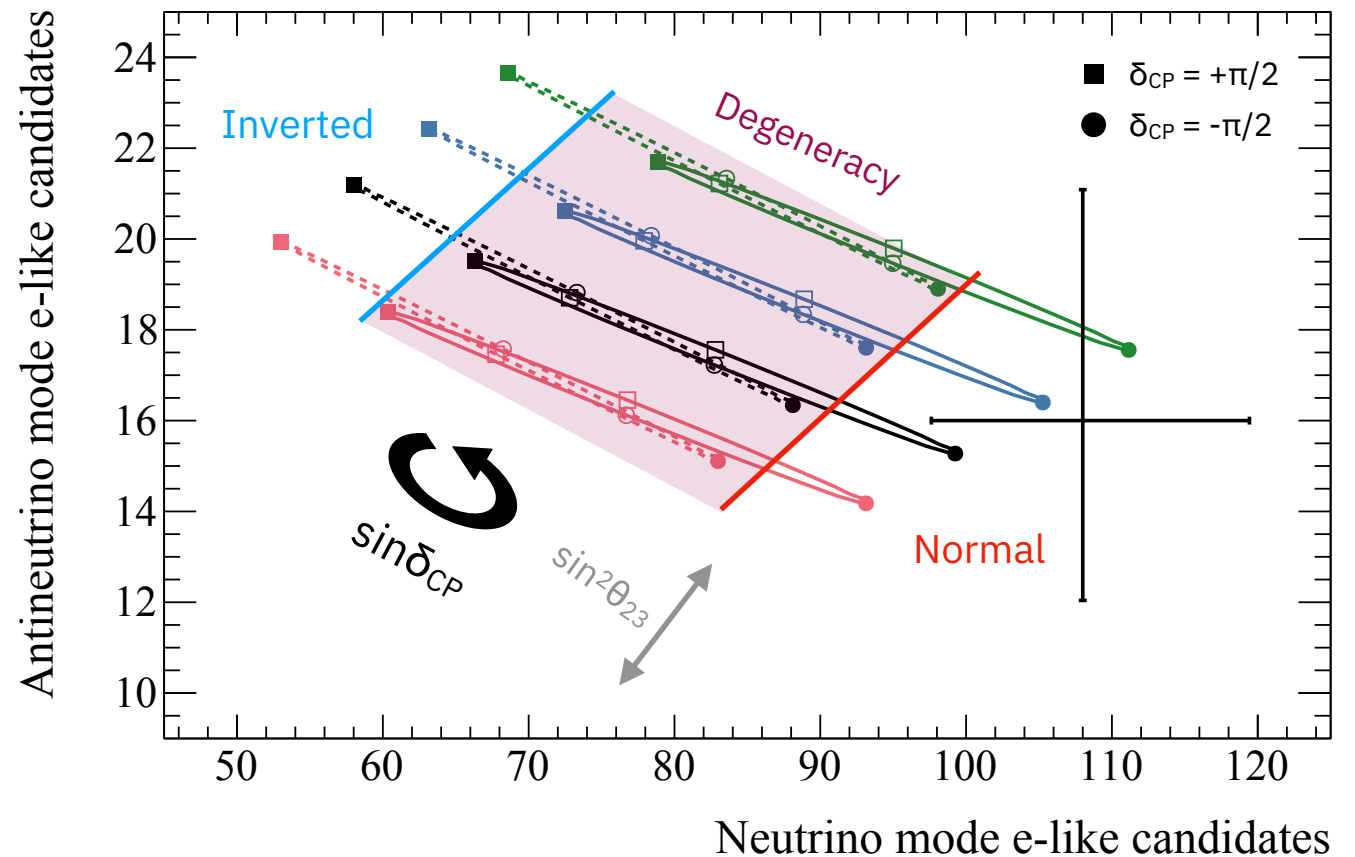 Antineutrino mode e-like candidates
24
22
20
18
16
14
12
10
Inverted
Degeneracy
δCP = +π/2
δCP = -π/2
sinδCP
sin²θ23
Normal
50
60
70
80
90
100
110
120
Neutrino mode e-like candidates